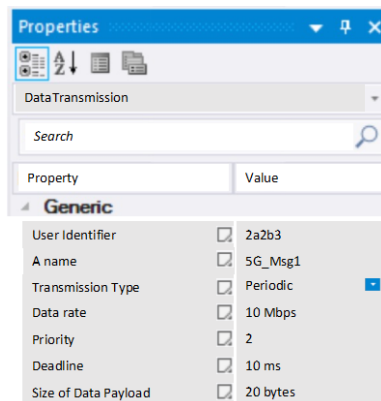 Properties
DataTransmission
Search
Property Value
Generic
User Identifier 2a2b3
A name 5G_Msg1
Transmission Type Periodic
Data rate 10 Mbps
Priority 2
Deadline 10 ms
Size of Data Payload 20 bytes